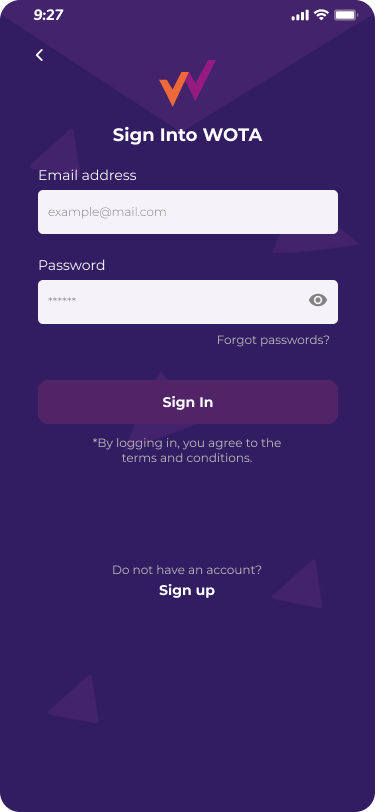 9:27
Sign Into WOTA
Email address
example@mail.com
Password
******
Forgot passwords?
Sign In
*By logging in, you agree to the
terms and conditions.
Do not have an account?
Sign up